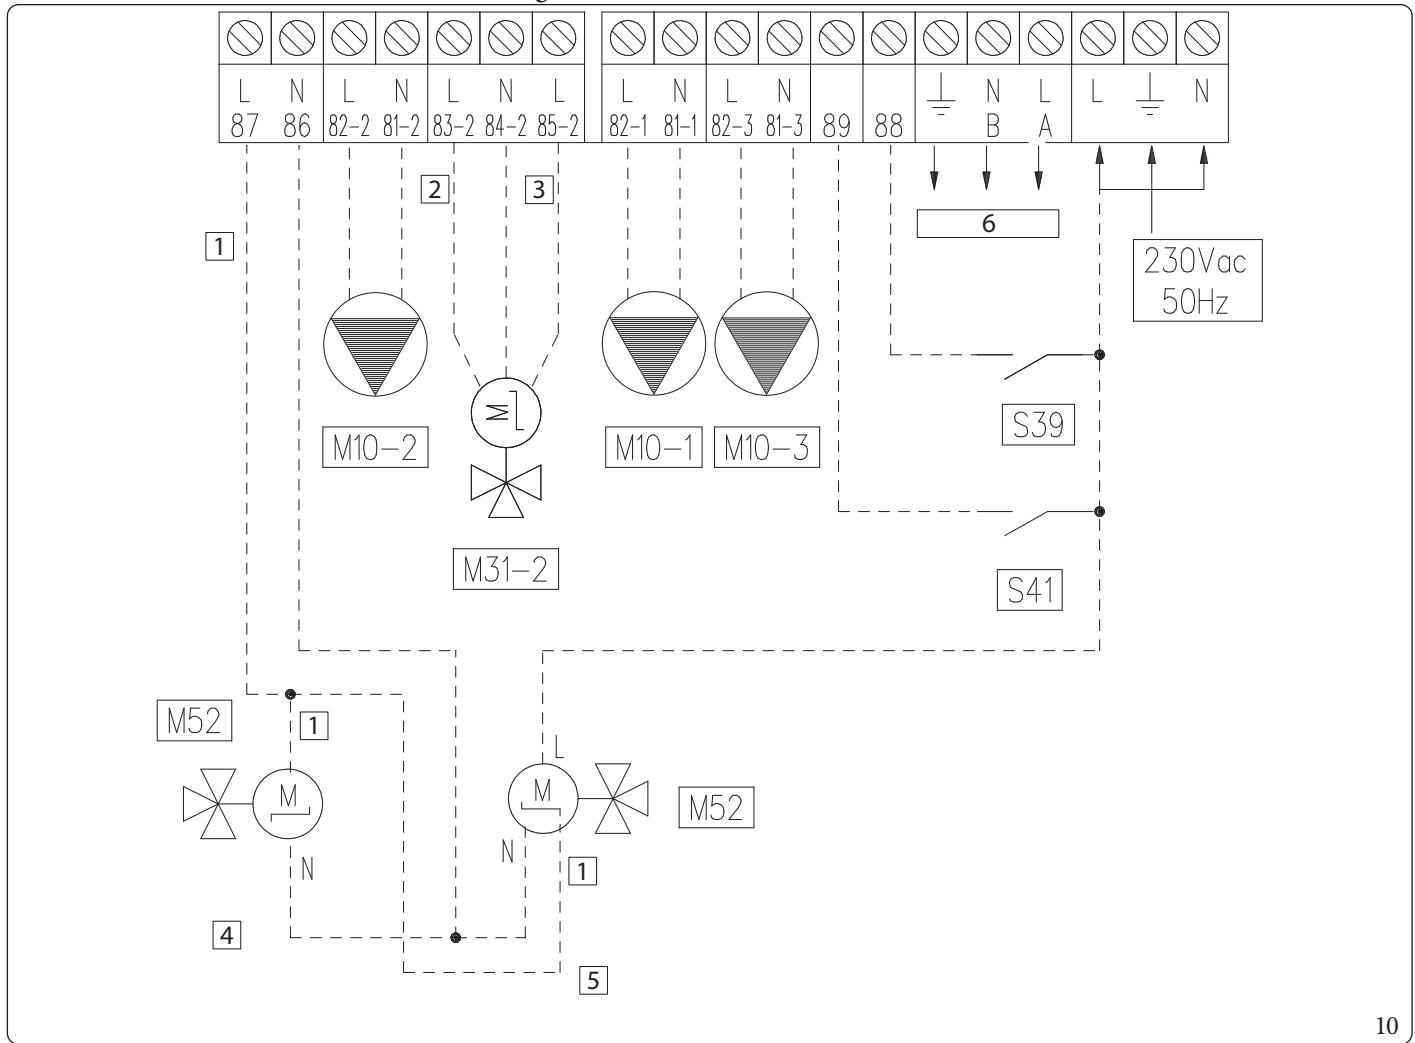 L N L N L N L L N L N N L L N
87 86 82-2 81-2 83-2 84-2 85-2 82-1 81-1 82-3 81-3 89 88 B A
2 3
6
1
230Vac
50Hz
M10-2 M10-1 M10-3
S39
M31-2
S41
M52
1
L
M
M
M
M52
N
N
1
4
5
10